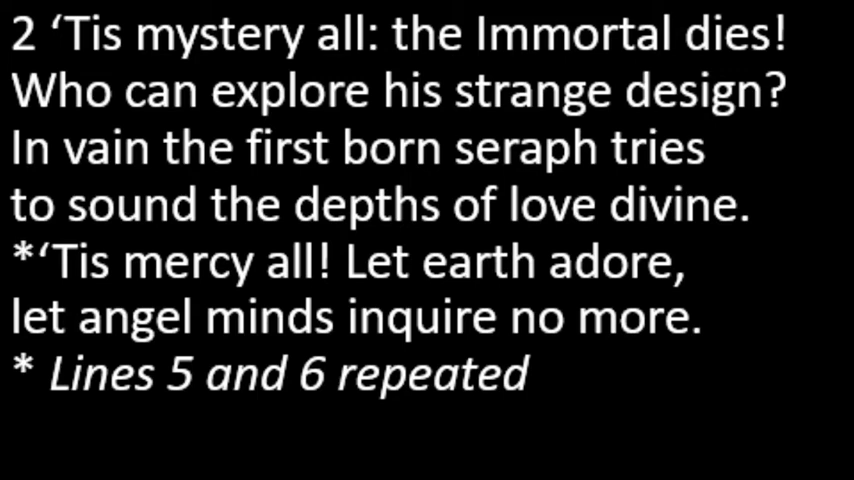 2 ‘Tis mystery all: the Immortal dies!
Who can explore his strange design?
In vain the first born seraph tries
to sound the depths of love divine.
*‘Tis mercy all! Let earth adore,
let angel minds inquire no more.
* Lines 5 and 6 repeated